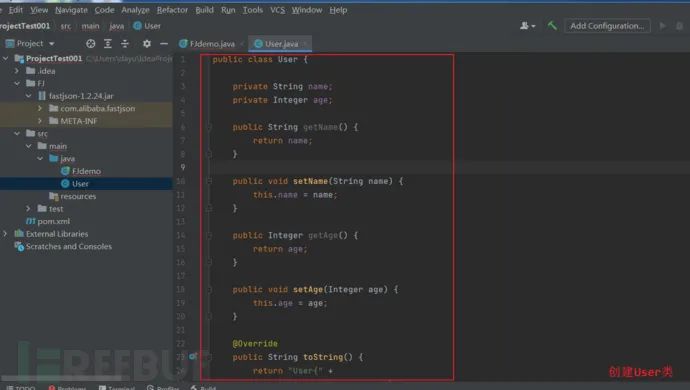 Edit View Navigate Code Analyze Refactor Build Run Tools VCS Window Help
rojectTest001 src main java User
Add Configuration...
Project
FJdemo.java
User.java
ProjectTest001
.idea
FJ
fastjson-1.2.24.jar
com.alibaba.fastjson
META-INF
src
main
java
FJdemo
User
resources
test
pom.xml
External Libraries
Scratches and Consoles
1 public class User {
2
3 private String name;
4 private Integer age;
5
6 public String getName() {
7 return name;
8 }
9
10 public void setName(String name) {
11 this.name = name;
12 }
13
14 public Integer getAge() {
15 return age;
16 }
17
18 public void setAge(Integer age) {
19 this.age = age;
20 }
21
22 @Override
23 public String toString() {
24 return "User{" +
创建User类
REEBUF
TODO Problems Terminal Profiler Build